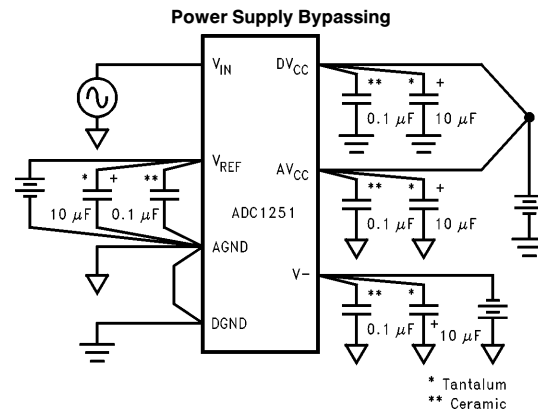 Power Supply Bypassing
V_IN
DV_CC
**
*
+
0.1 μF
10 μF
V_REF
*
+
**
10 μF
0.1 μF
ADC1251
AV_CC
**
*
+
0.1 μF
10 μF
AGND
V−
**
*
0.1 μF
+
10 μF
DGND
* Tantalum
** Ceramic